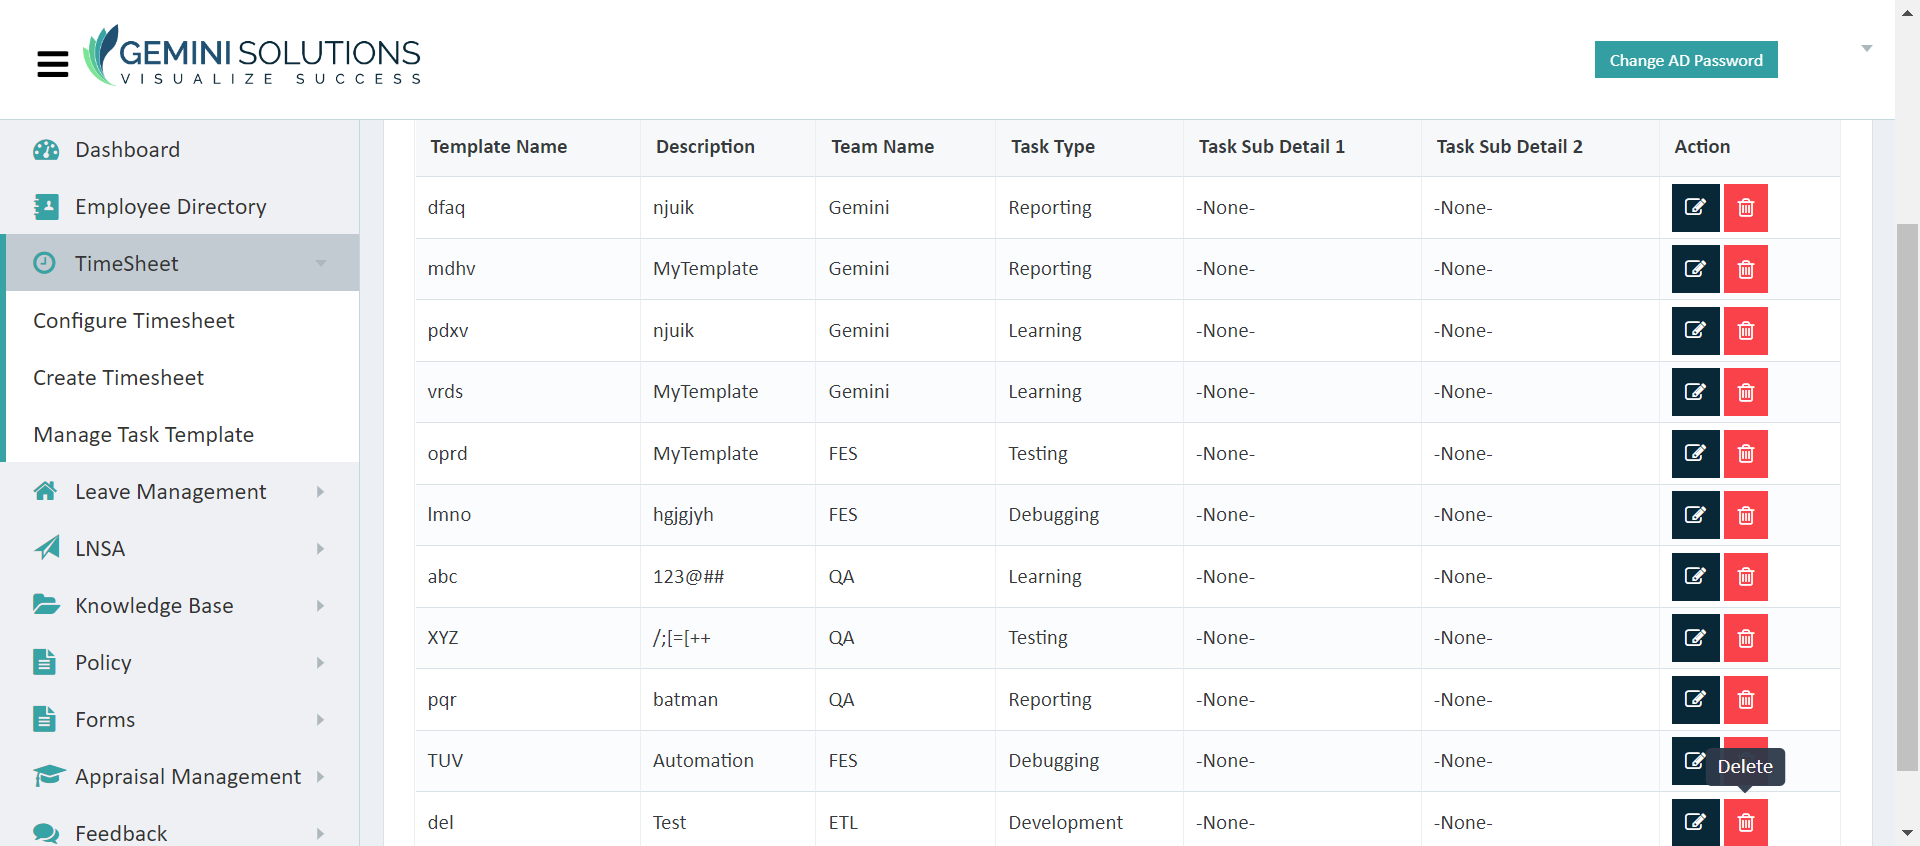 GEMINI SOLUTIONS
VISUALIZE SUCCESS
Change AD Password
Dashboard
Employee Directory
TimeSheet
Configure Timesheet
Create Timesheet
Manage Task Template
Leave Management
LNSA
Knowledge Base
Policy
Forms
Appraisal Management
Feedback
Template Name Description Team Name Task Type Task Sub Detail 1 Task Sub Detail 2 Action
dfaq njuik Gemini Reporting -None- -None-
mdhv MyTemplate Gemini Reporting -None- -None-
pdxv njuik Gemini Learning -None- -None-
vrds MyTemplate Gemini Learning -None- -None-
oprd MyTemplate FES Testing -None- -None-
lmno hgjgjyh FES Debugging -None- -None-
abc 123@## QA Learning -None- -None-
XYZ /;[=[++ QA Testing -None- -None-
pqr batman QA Reporting -None- -None-
TUV Automation FES Debugging -None- -None-
Delete
del Test ETL Development -None- -None-